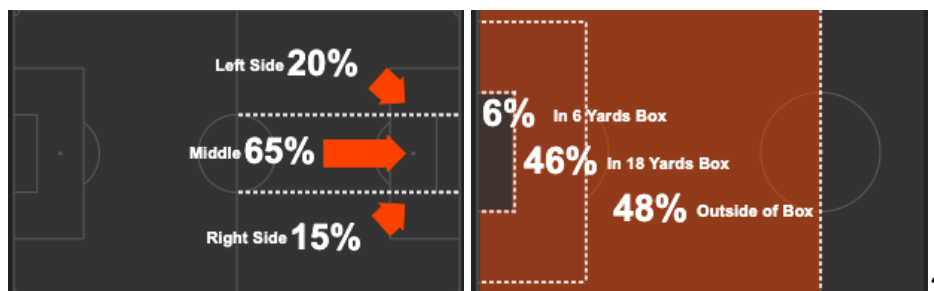 Left Side 20%
Middle 65%
Right Side 15%
6% In 6 Yards Box
46% In 18 Yards Box
48% Outside of Box